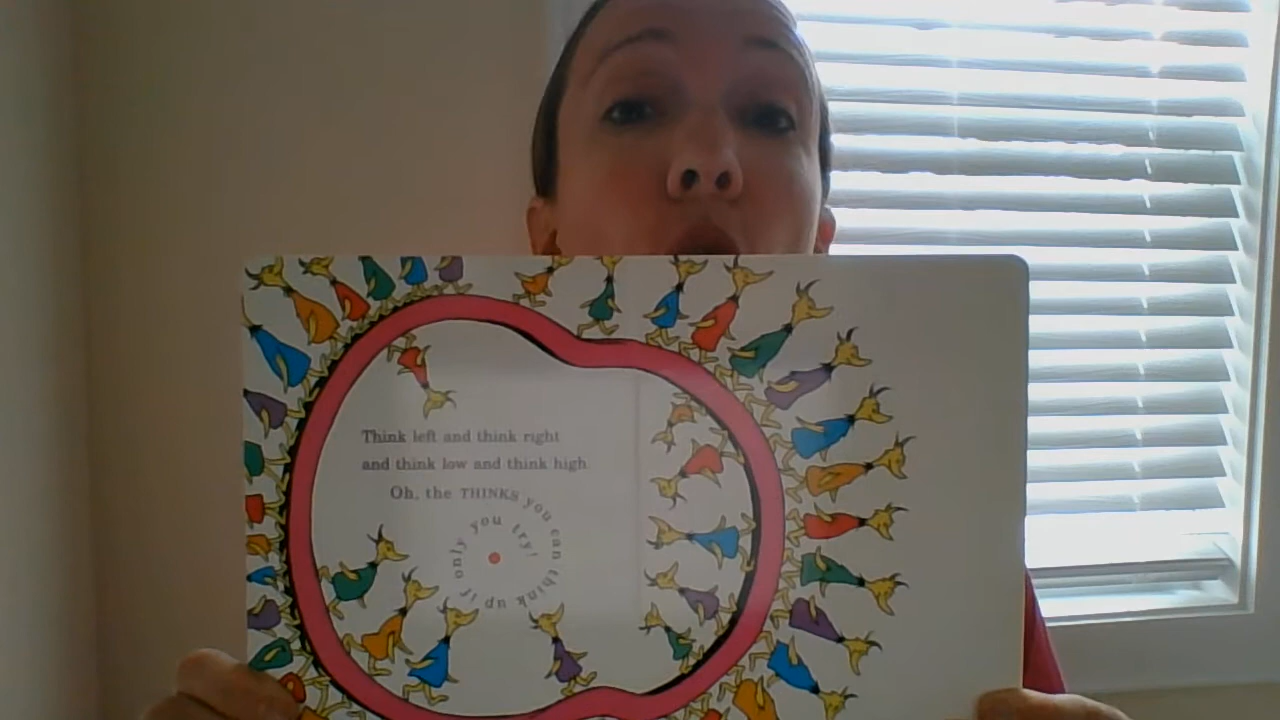 Think left and think right
and think low and think high.
Oh, the THINKS you can think up if only you try!